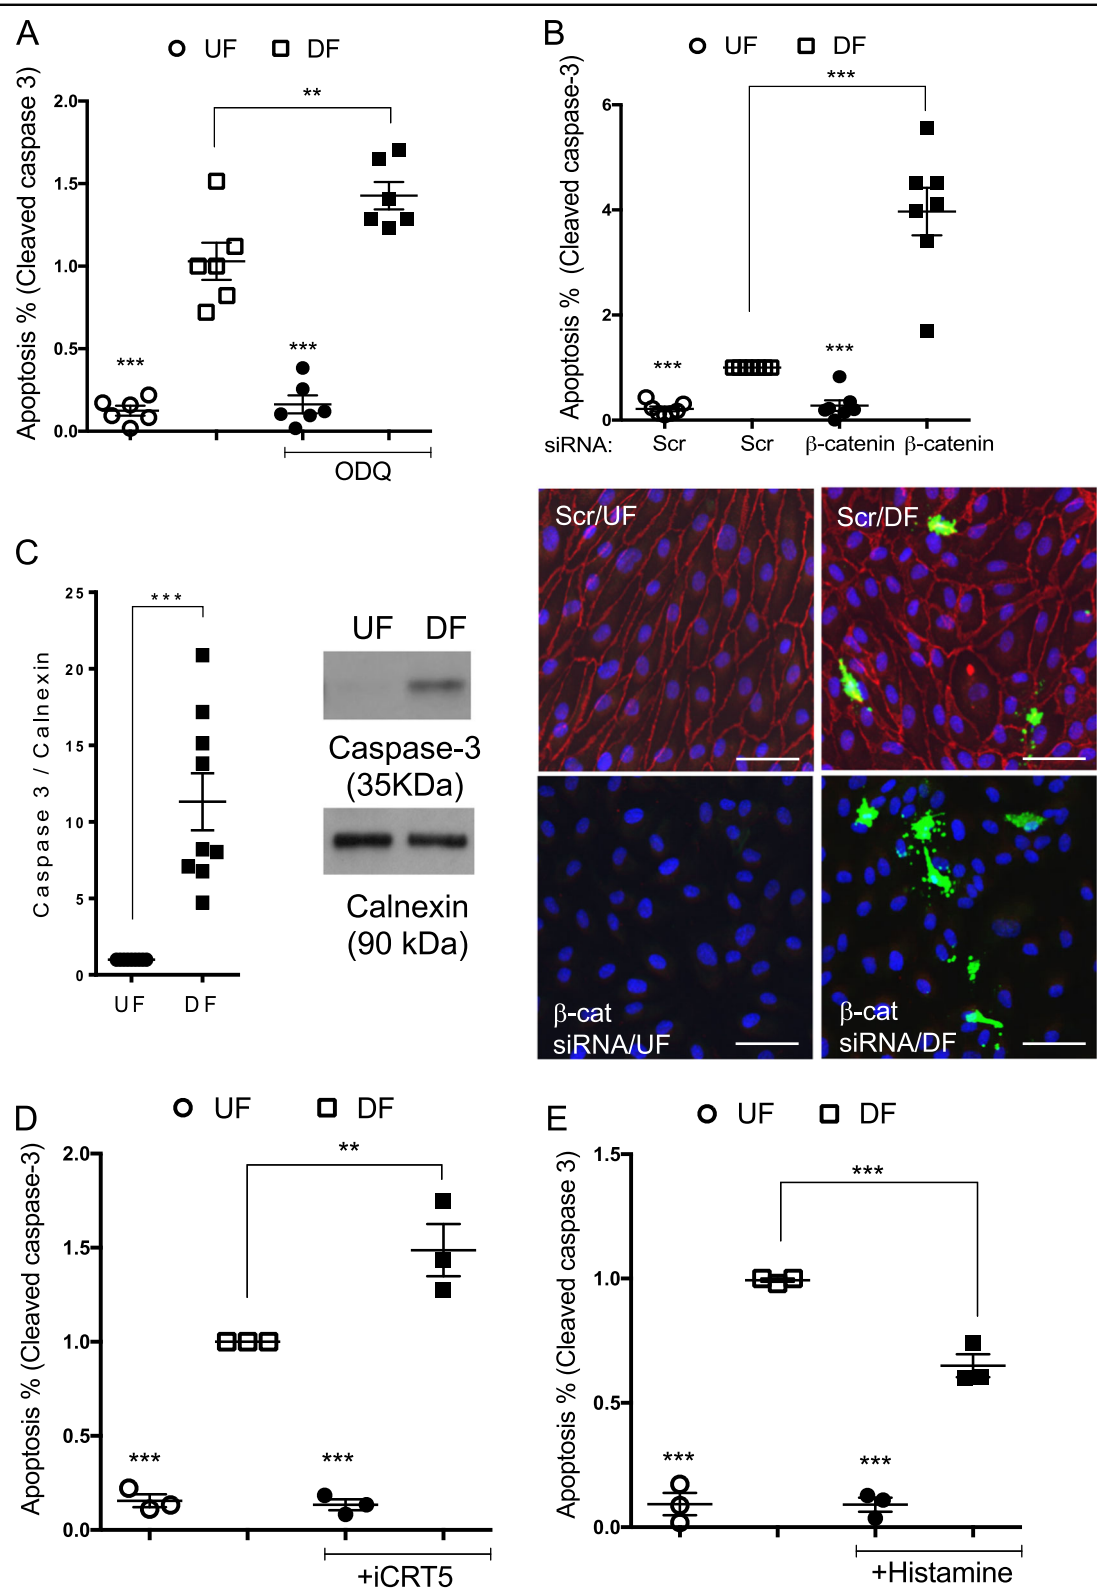 A
UF DF
Apoptosis % (Cleaved caspase 3)
**
2.0
1.5
1.0
0.5
0.0
***
***
ODQ
B
UF DF
Apoptosis % (Cleaved caspase-3)
***
6
4
2
0
***
***
siRNA: Scr Scr β-catenin β-catenin
Scr/UF
Scr/DF
β-cat
siRNA/UF
β-cat
siRNA/DF
C
Caspase 3 / Calnexin
***
25
20
15
10
5
0
UF DF
UF DF
Caspase-3
(35KDa)
Calnexin
(90 kDa)
D
UF DF
Apoptosis % (Cleaved caspase-3)
**
2.0
1.5
1.0
0.5
0.0
***
***
+iCRT5
E
UF DF
Apoptosis % (Cleaved caspase 3)
***
1.5
1.0
0.5
0.0
***
***
+Histamine